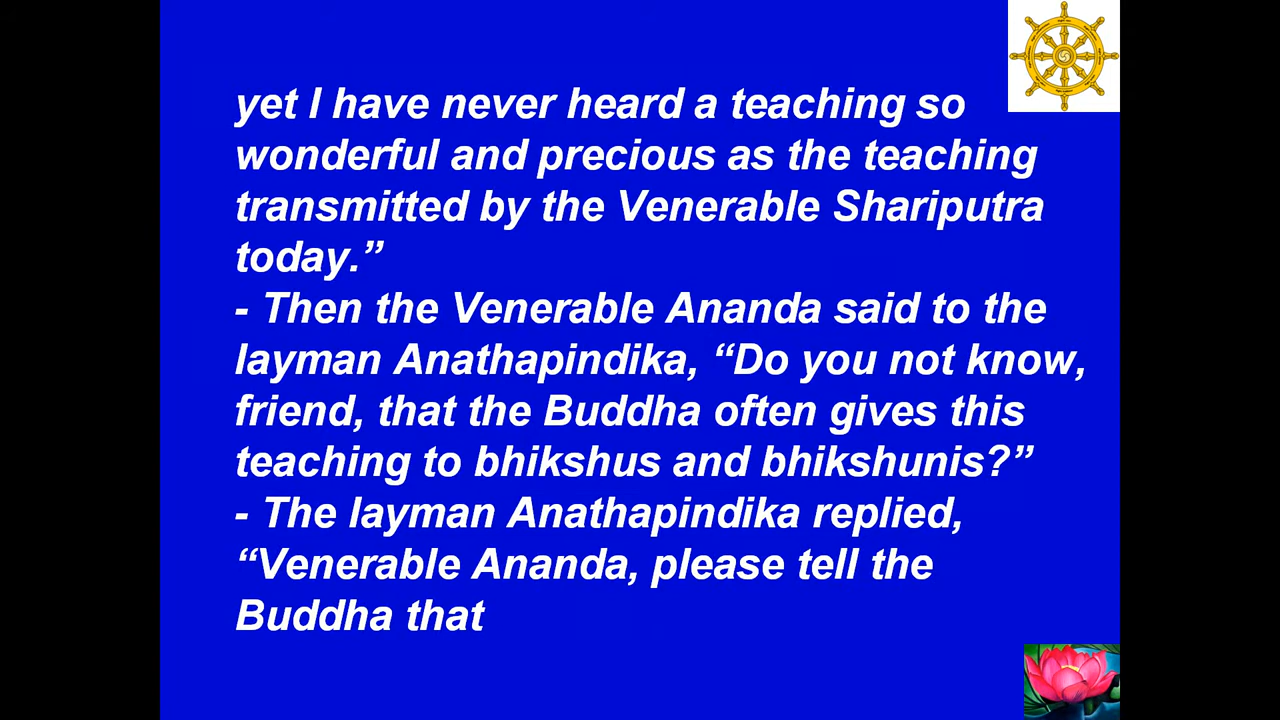 yet I have never heard a teaching so
wonderful and precious as the teaching
transmitted by the Venerable Shariputra
today.”
- Then the Venerable Ananda said to the
layman Anathapindika, “Do you not know,
friend, that the Buddha often gives this
teaching to bhikshus and bhikshunis?”
- The layman Anathapindika replied,
“Venerable Ananda, please tell the
Buddha that